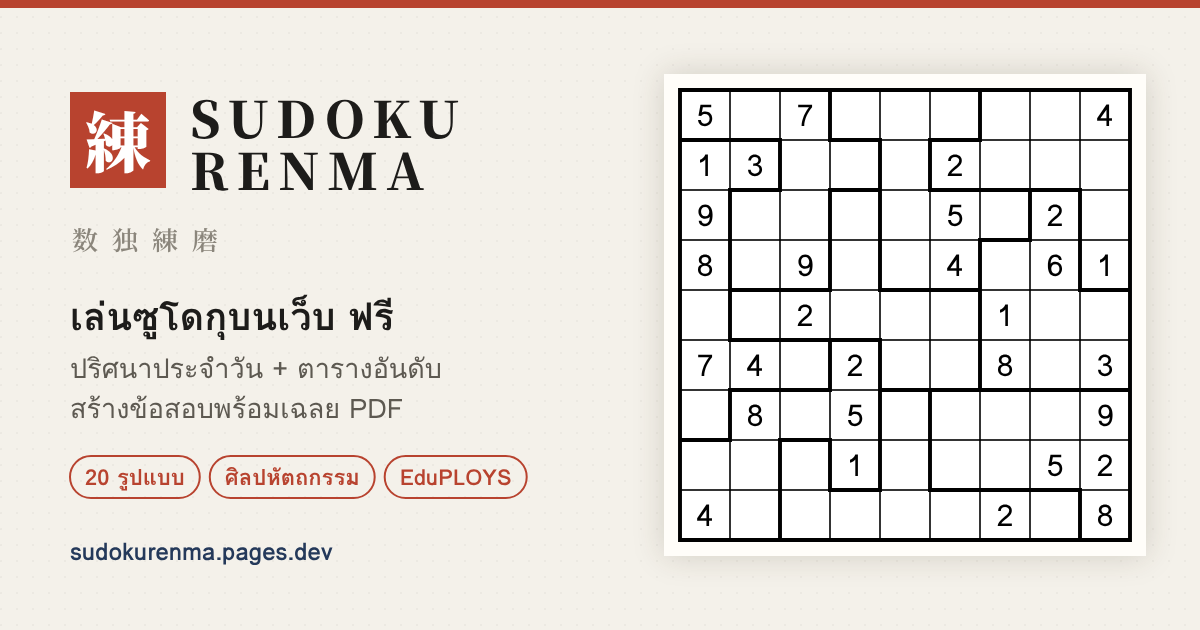 練
SUDOKU
RENMA
数独練磨
เล่นซูโดกุบนเว็บ ฟรี
ปริศนาประจำวัน + ตารางอันดับ
สร้างข้อสอบพร้อมเฉลย PDF
20 รูปแบบ ศิลปหัตถกรรม EduPLOYS
sudokurenma.pages.dev
5 7 4
1 3 2
9 5 2
8 9 4 6 1
2 1
7 4 2 8 3
8 5 9
1 5 2
4 2 8